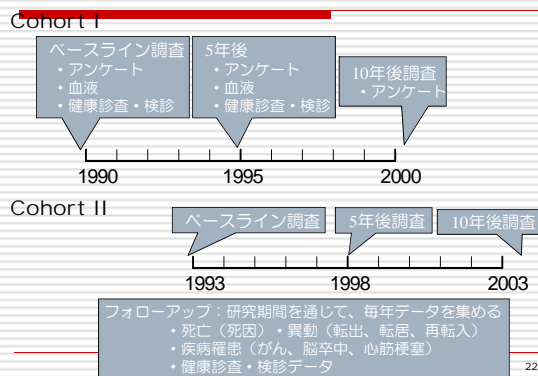 Cohort I
ベースライン調査
・アンケート
・血液
・健康診査・検診
5年後
・アンケート
・血液
・健康診査・検診
10年後調査
・アンケート
1990 1995 2000
Cohort II
ベースライン調査
5年後調査
10年後調査
1993 1998 2003
フォローアップ：研究期間を通じて、毎年データを集める
・死亡（死因）・異動（転出、転居、再転入）
・疾病罹患（がん、脳卒中、心筋梗塞）
・健康診査・検診データ
22